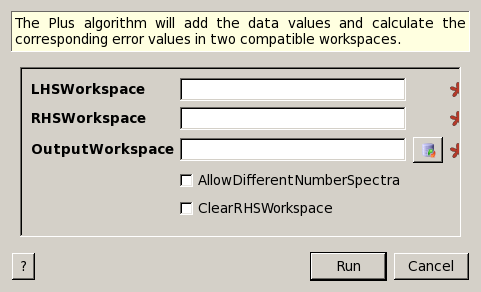 The Plus algorithm will add the data values and calculate the
corresponding error values in two compatible workspaces.
LHSWorkspace
RHSWorkspace
OutputWorkspace
AllowDifferentNumberSpectra
ClearRHSWorkspace
? Run Cancel